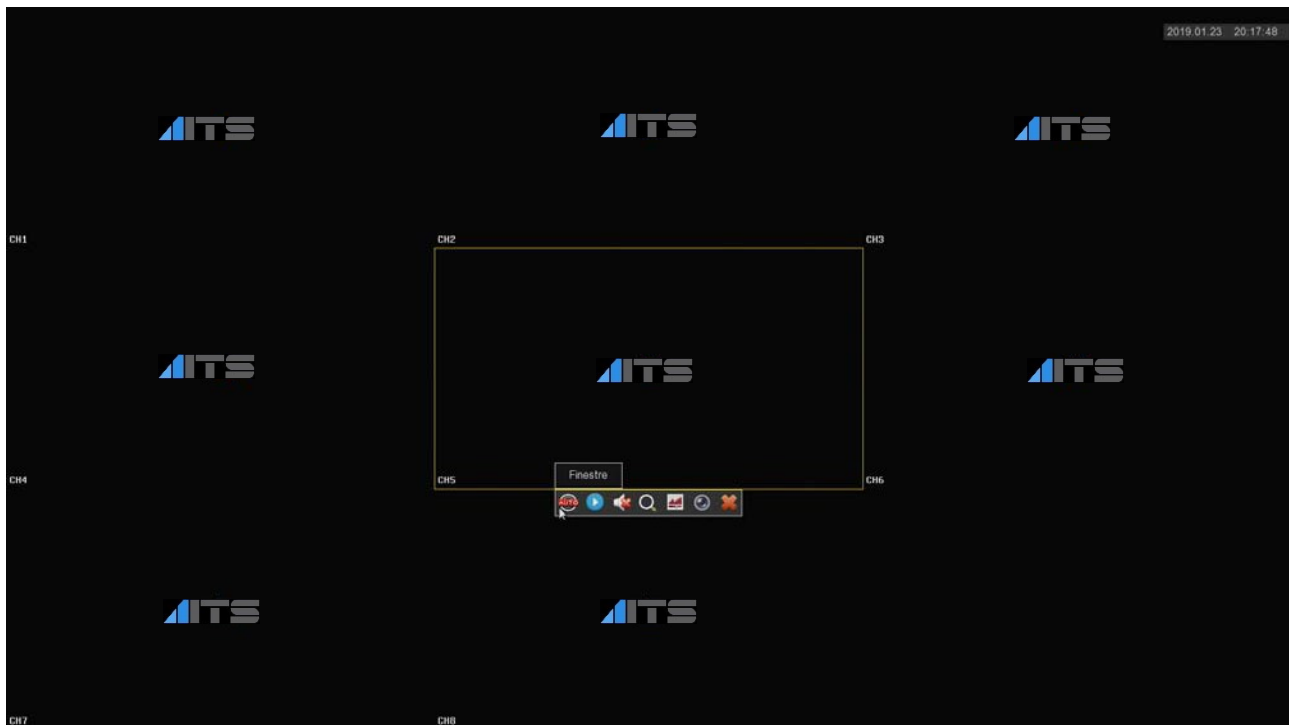 2019.01.23 20:17:48
ITS ITS ITS
CH1 CH2 CH3
ITS ITS ITS
CH4 CH5 CH6
Finestre
AUTO
ITS ITS
CH7 CH8